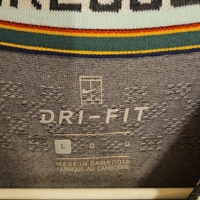 DRI-FIT
L G G
MADE IN CAMBODIA
FABRIQUÉ AU CAMBODGE